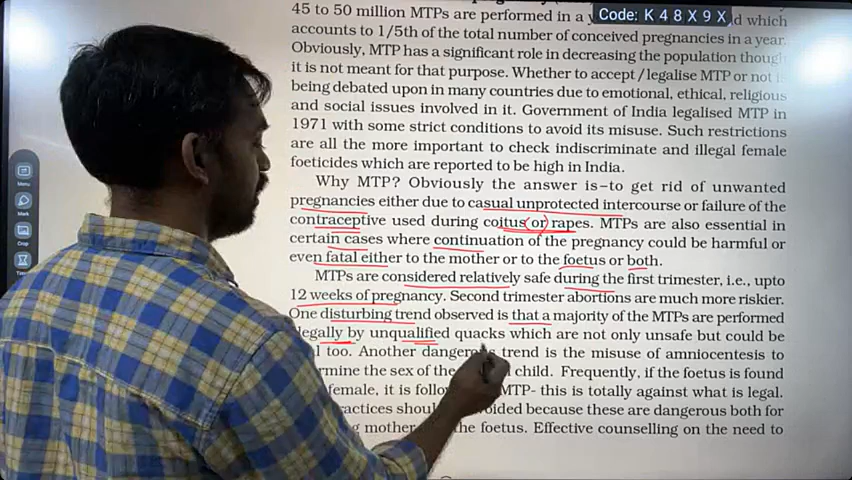 45 to 50 million MTPs are performed in a
Code: K 4 8 X 9 X
d which
accounts to 1/5th of the total number of conceived pregnancies in a year.
Obviously, MTP has a significant role in decreasing the population though
it is not meant for that purpose. Whether to accept/legalise MTP or not is
being debated upon in many countries due to emotional, ethical, religious
and social issues involved in it. Government of India legalised MTP in
1971 with some strict conditions to avoid its misuse. Such restrictions
are all the more important to check indiscriminate and illegal female
foeticides which are reported to be high in India.
Why MTP? Obviously the answer is–to get rid of unwanted
pregnancies either due to casual unprotected intercourse or failure of the
contraceptive used during coitus (or) rapes. MTPs are also essential in
certain cases where continuation of the pregnancy could be harmful or
even fatal either to the mother or to the foetus or both.
MTPs are considered relatively safe during the first trimester, i.e., upto
12 weeks of pregnancy. Second trimester abortions are much more riskier.
One disturbing trend observed is that a majority of the MTPs are performed
legally by unqualified quacks which are not only unsafe but could be
l too. Another dangerous trend is the misuse of amniocentesis to
rmine the sex of the child. Frequently, if the foetus is found
female, it is follo MTP- this is totally against what is legal.
ractices shou oided because these are dangerous both for
g mothe the foetus. Effective counselling on the need to
Menu
Mark
Crop